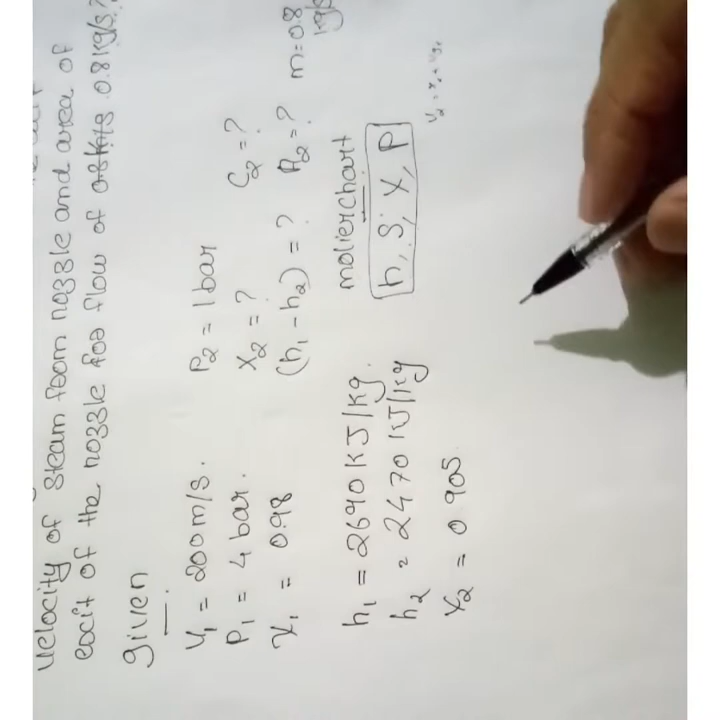 velocity of steam from nozzle and area of
exit of the nozzle for flow of 0.8 kg/s ?
given
V₁ = 200 m/s. P₂ = 1 bar C₂ = ?
P₁ = 4 bar. X₂ = ?
x₁ = 0.98 (h₁ - h₂) = ? A₂ = ? m = 0.8 kg/s
molierchart
h₁ = 2690 KJ/kg. h, S, X, P
h₂ = 2470 KJ/kg
x₂ = 0.905